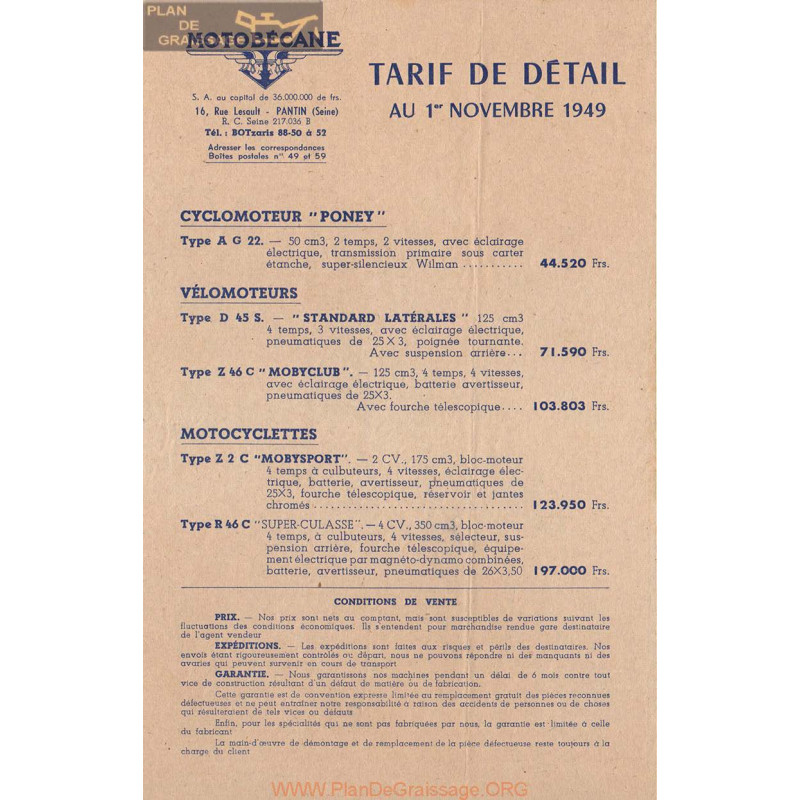 PLAN
DE
GRAISSAGE
MOTOBÉCANE
S. A. au capital de 36.000.000 de frs.
16, Rue Lesault - PANTIN (Seine)
R. C. Seine 217.036 B
Tél. : BOTzaris 88-50 à 52
Adresser les correspondances
Boîtes postales nos 49 et 59
TARIF DE DÉTAIL
AU 1er NOVEMBRE 1949
CYCLOMOTEUR "PONEY"
Type A G 22. — 50 cm3, 2 temps, 2 vitesses, avec éclairage
électrique, transmission primaire sous carter
étanche, super-silencieux Wilman ........... 44.520 Frs.
VÉLOMOTEURS
Type D 45 S. — "STANDARD LATÉRALES" 125 cm3
4 temps, 3 vitesses, avec éclairage électrique,
pneumatiques de 25X3, poignée tournante.
Avec suspension arrière... 71.590 Frs.
Type Z 46 C "MOBYCLUB". — 125 cm3, 4 temps, 4 vitesses,
avec éclairage électrique, batterie avertisseur,
pneumatiques de 25X3.
Avec fourche télescopique.... 103.803 Frs.
MOTOCYCLETTES
Type Z 2 C "MOBYSPORT". — 2 CV., 175 cm3, bloc-moteur
4 temps à culbuteurs, 4 vitesses, éclairage élec-
trique, batterie, avertisseur, pneumatiques de
25X3, fourche télescopique, réservoir et jantes
chromés ................................ 123.950 Frs.
Type R 46 C "SUPER-CULASSE". — 4 CV., 350 cm3, bloc-moteur
4 temps, à culbuteurs, 4 vitesses, sélecteur, sus-
pension arrière, fourche télescopique, équipe-
ment électrique par magnéto-dynamo combinées,
batterie, avertisseur, pneumatiques de 26X3,50 197.000 Frs.
CONDITIONS DE VENTE
PRIX. — Nos prix sont nets au comptant, mais sont susceptibles de variations suivant les
fluctuations des conditions économiques. Ils s'entendent pour marchandise rendue gare destinataire
de l'agent vendeur
EXPÉDITIONS. — Les expéditions sont faites aux risques et périls des destinataires. Nos
envois étant rigoureusement contrôlés au départ, nous ne pouvons répondre ni des manquants ni des
avaries qui peuvent survenir en cours de transport
GARANTIE. — Nous garantissons nos machines pendant un délai de 6 mois contre tout
vice de construction résultant d'un défaut de matière ou de fabrication.
Cette garantie est de convention expresse limitée au remplacement gratuit des pièces reconnues
défectueuses et ne peut entraîner notre responsabilité à raison des accidents de personnes ou de choses
qui résulteraient de tels vices ou défauts
Enfin, pour les spécialités qui ne sont pas fabriquées par nous, la garantie est limitée à celle
du fabricant
La main-d'œuvre de démontage et de remplacement de la pièce défectueuse reste toujours à la
charge du client
www.PlanDeGraissage.ORG